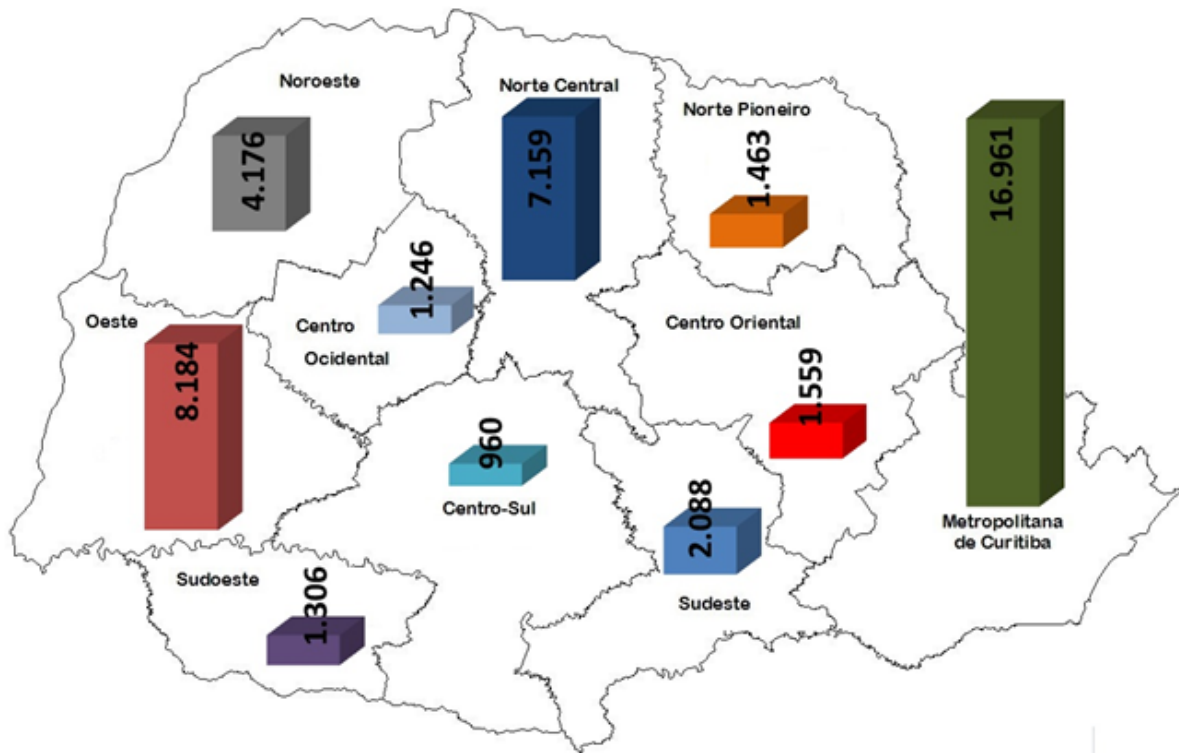 Noroeste
4.176
Norte Central
7.159
Norte Pioneiro
1.463
16.961
Metropolitana
de Curitiba
Oeste
8.184
Centro
Ocidental
1.246
Centro Oriental
1.559
960
Centro-Sul
2.088
Sudeste
Sudoeste
1.306